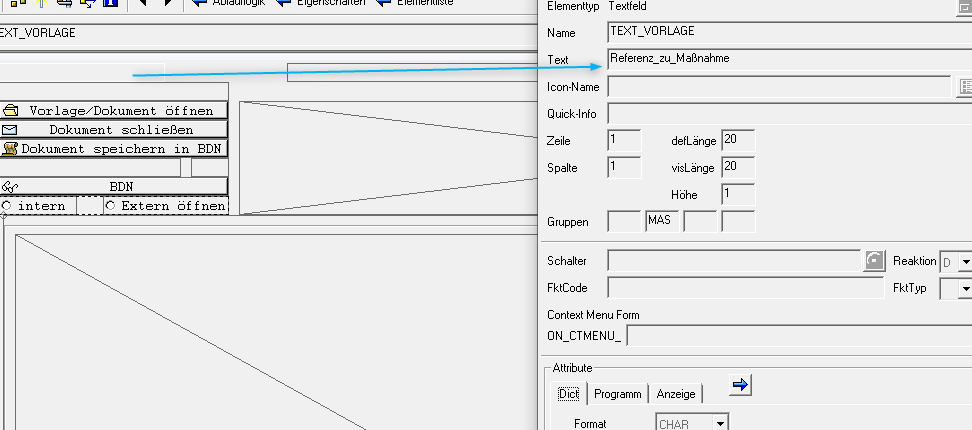 Ablauflogik Eigenschaften Elementliste
EXT_VORLAGE
Vorlage/Dokument öffnen
Dokument schließen
Dokument speichern in BDN
BDN
intern Extern öffnen
Elementtyp Textfeld
Name TEXT_VORLAGE
Text Referenz_zu_Maßnahme
Icon-Name
Quick-Info
Zeile 1 defLänge 20
Spalte 1 visLänge 20
Höhe 1
Gruppen MAS
Schalter Reaktion D
FktCode FktTyp
Context Menu Form
ON_CTMENU_
Attribute
Dict Programm Anzeige
Format CHAR